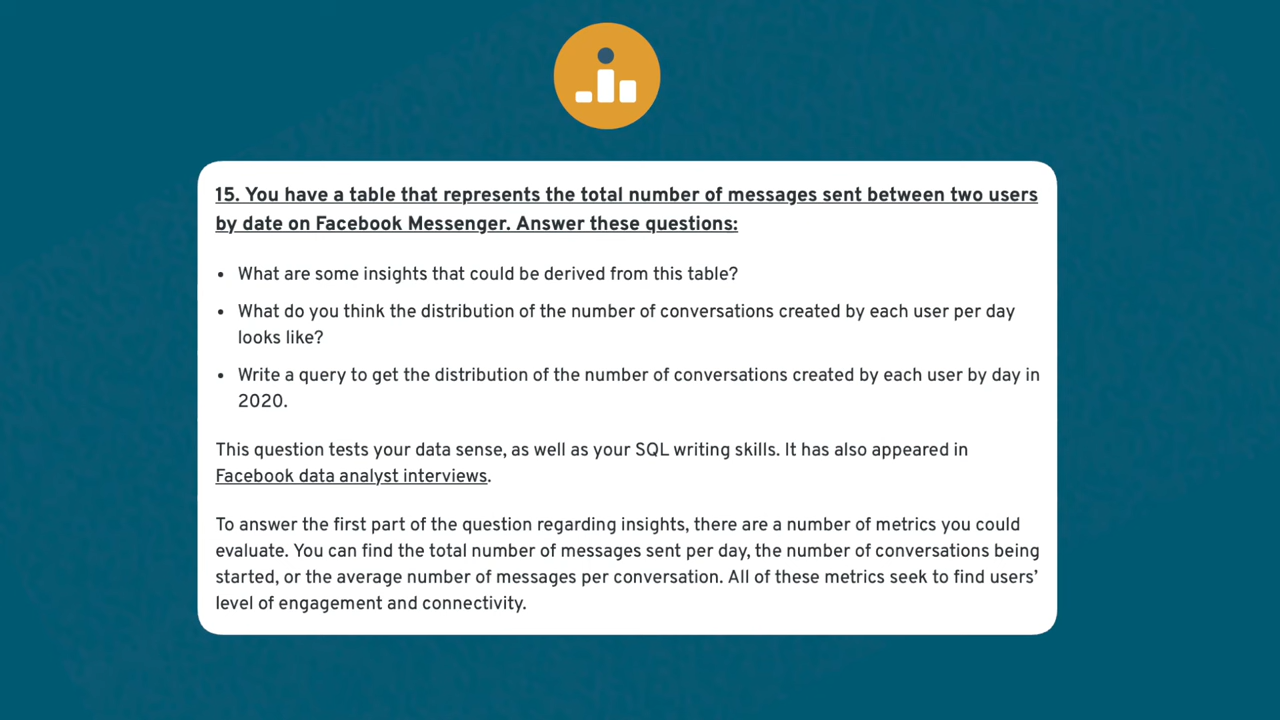 15. You have a table that represents the total number of messages sent between two users
by date on Facebook Messenger. Answer these questions:
• What are some insights that could be derived from this table?
• What do you think the distribution of the number of conversations created by each user per day
looks like?
• Write a query to get the distribution of the number of conversations created by each user by day in
2020.
This question tests your data sense, as well as your SQL writing skills. It has also appeared in
Facebook data analyst interviews.
To answer the first part of the question regarding insights, there are a number of metrics you could
evaluate. You can find the total number of messages sent per day, the number of conversations being
started, or the average number of messages per conversation. All of these metrics seek to find users’
level of engagement and connectivity.